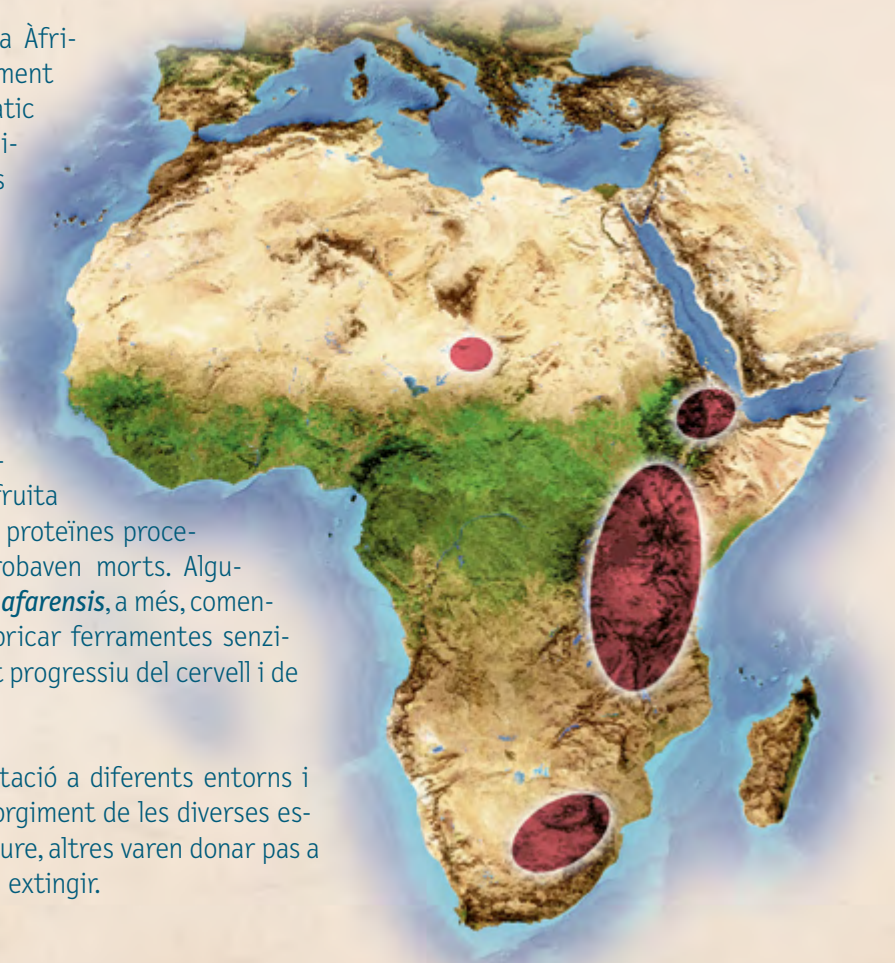 a Àfri-
ment
atic
i-
s
-
fruita
proteïnes proce-
robaven morts. Algu-
afarensis, a més, comen-
bricar ferramentes senzi-
t progressiu del cervell i de
tació a diferents entorns i
orgiment de les diverses es-
ure, altres varen donar pas a
extingir.